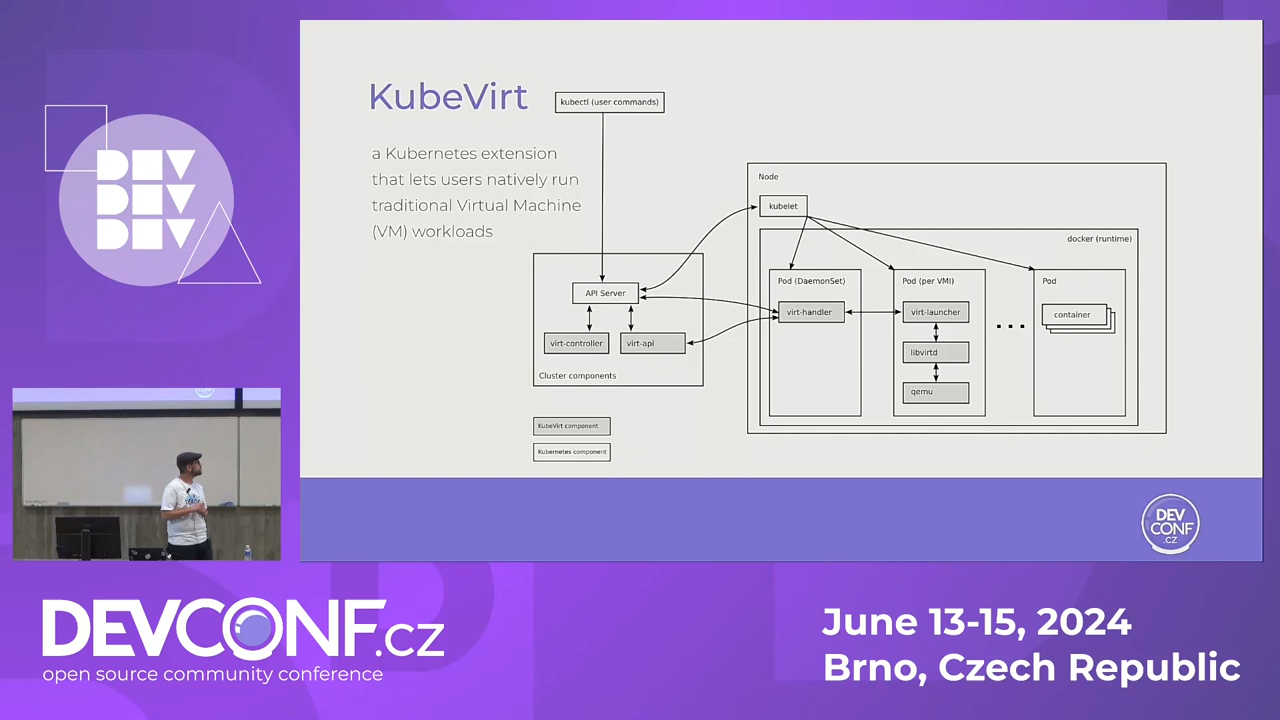 DEV
DEV
DEV
KubeVirt
a Kubernetes extension
that lets users natively run
traditional Virtual Machine
(VM) workloads
kubectl (user commands)
API Server
virt-controller
virt-api
Cluster components
KubeVirt component
Kubernetes component
Node
kubelet
docker (runtime)
Pod (DaemonSet)
virt-handler
Pod (per VMI)
virt-launcher
libvirtd
qemu
...
Pod
container
DEV
CONF
.CZ
DEVCONF.cz
open source community conference
June 13-15, 2024
Brno, Czech Republic